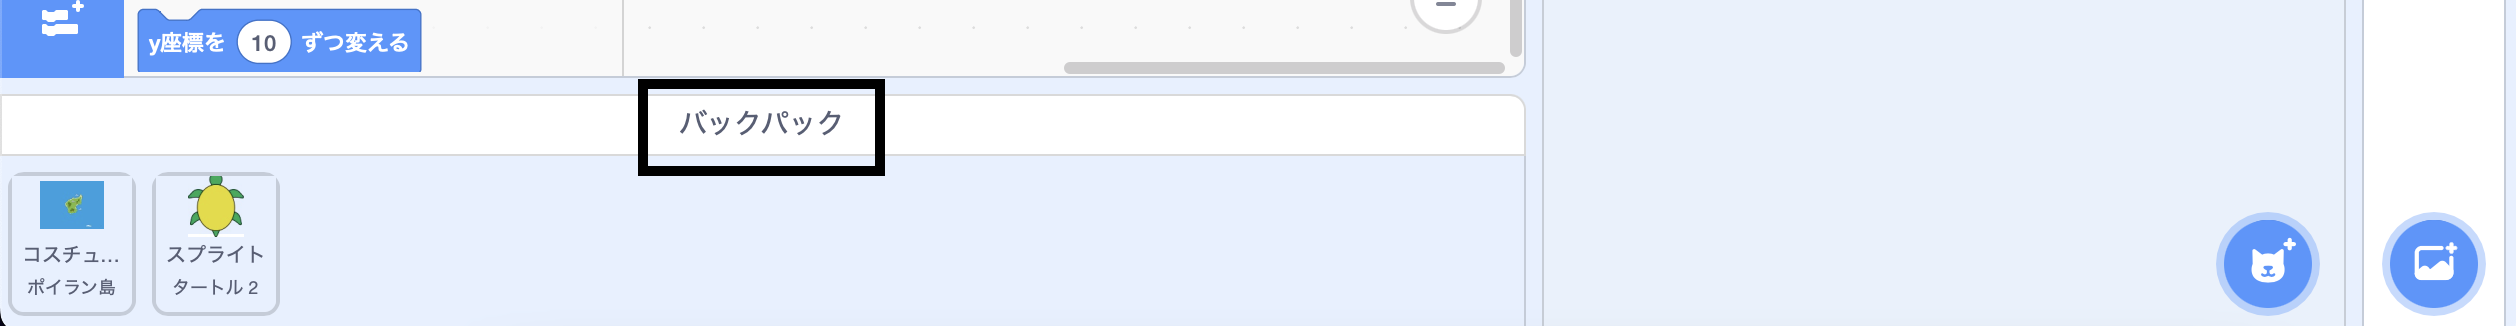 y座標を 10 ずつ変える
バックパック
コスチュ...
ポイラン島
スプライト
タートル 2